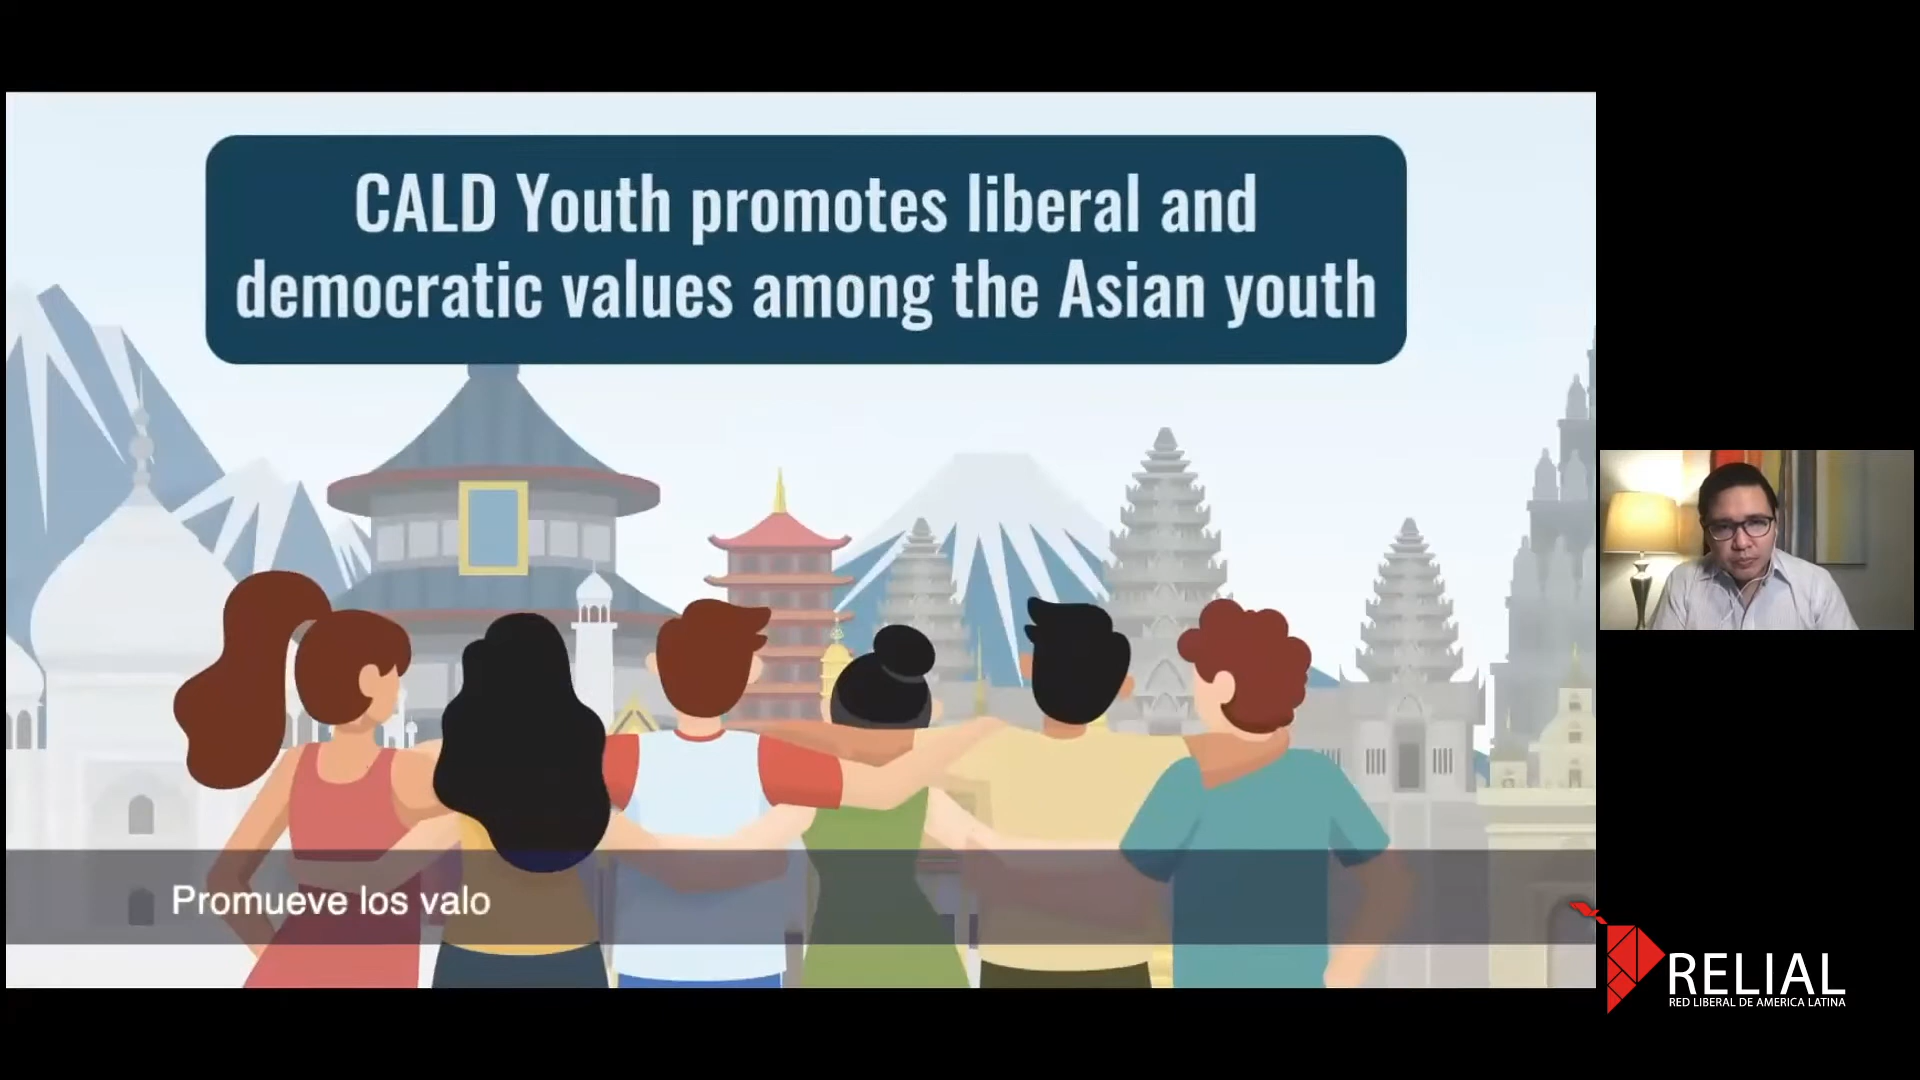 CALD Youth promotes liberal and
democratic values among the Asian youth
Promueve los valo
RELIAL
RED LIBERAL DE AMERICA LATINA